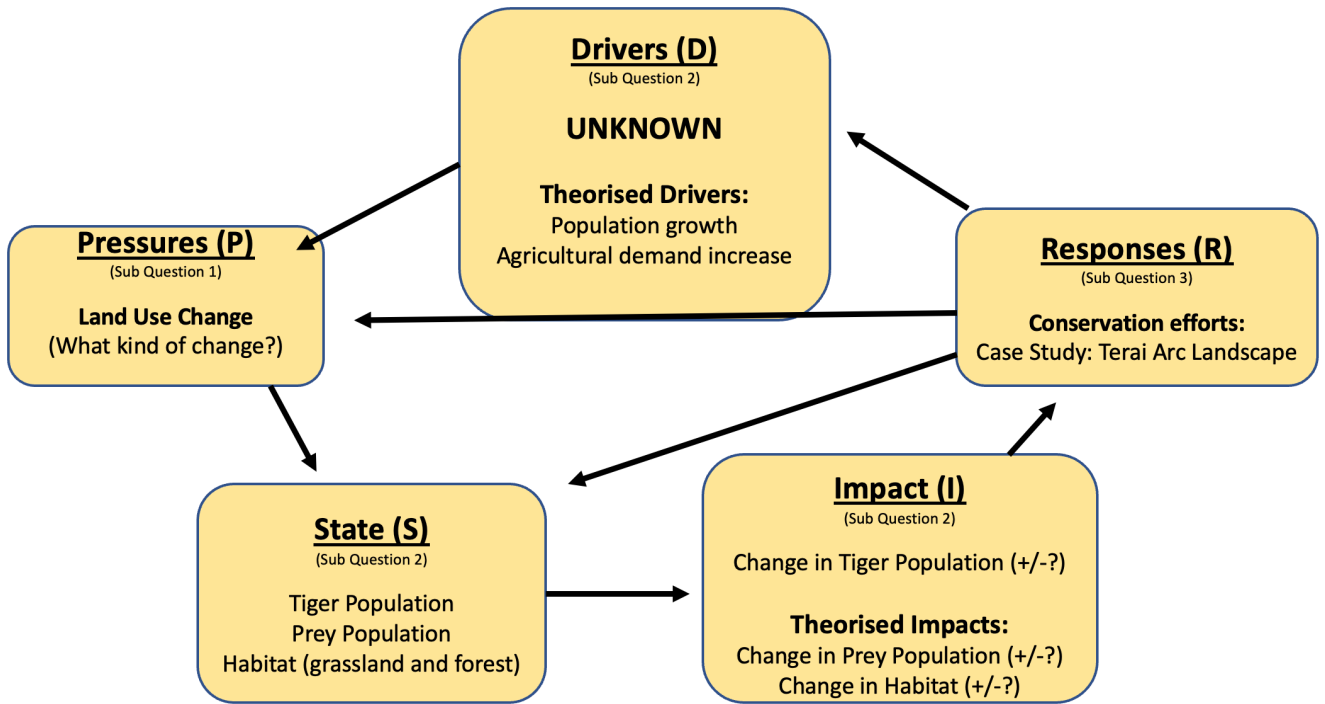 Drivers (D)
(Sub Question 2)
UNKNOWN
Theorised Drivers:
Population growth
Agricultural demand increase
Pressures (P)
(Sub Question 1)
Land Use Change
(What kind of change?)
Responses (R)
(Sub Question 3)
Conservation efforts:
Case Study: Terai Arc Landscape
State (S)
(Sub Question 2)
Tiger Population
Prey Population
Habitat (grassland and forest)
Impact (I)
(Sub Question 2)
Change in Tiger Population (+/-?)
Theorised Impacts:
Change in Prey Population (+/-?)
Change in Habitat (+/-?)